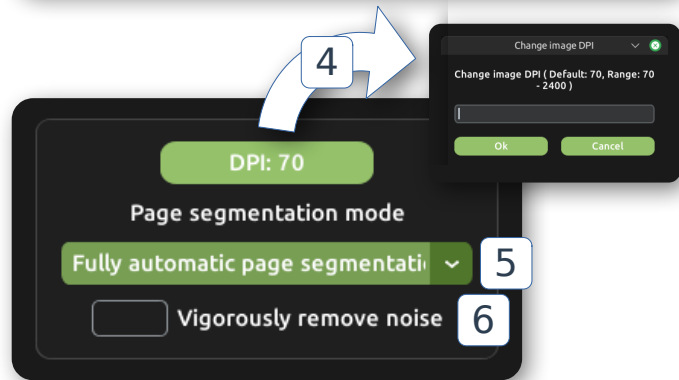 4
Change image DPI
Change image DPI ( Default: 70, Range: 70
- 2400 )
Ok Cancel
DPI: 70
Page segmentation mode
Fully automatic page segmentati
5
Vigorously remove noise
6